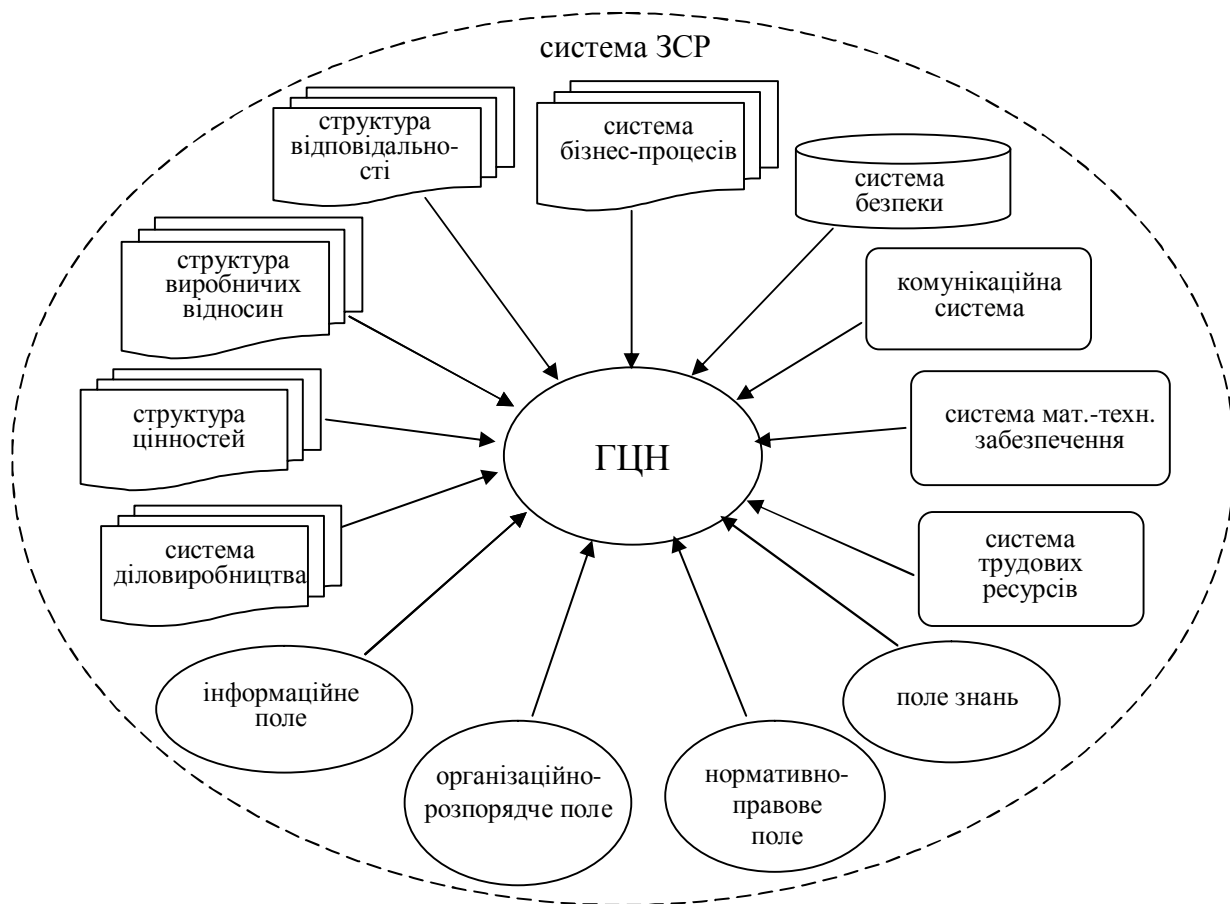 система ЗСР
структура
відповідально-
сті
система
бізнес-процесів
система
безпеки
структура
виробничих
відносин
комунікаційна
система
структура
цінностей
система мат.-техн.
забезпечення
ГЦН
система
діловиробництва
система
трудових
ресурсів
інформаційне
поле
організаційно-
розпорядче поле
нормативно-
правове
поле
поле знань